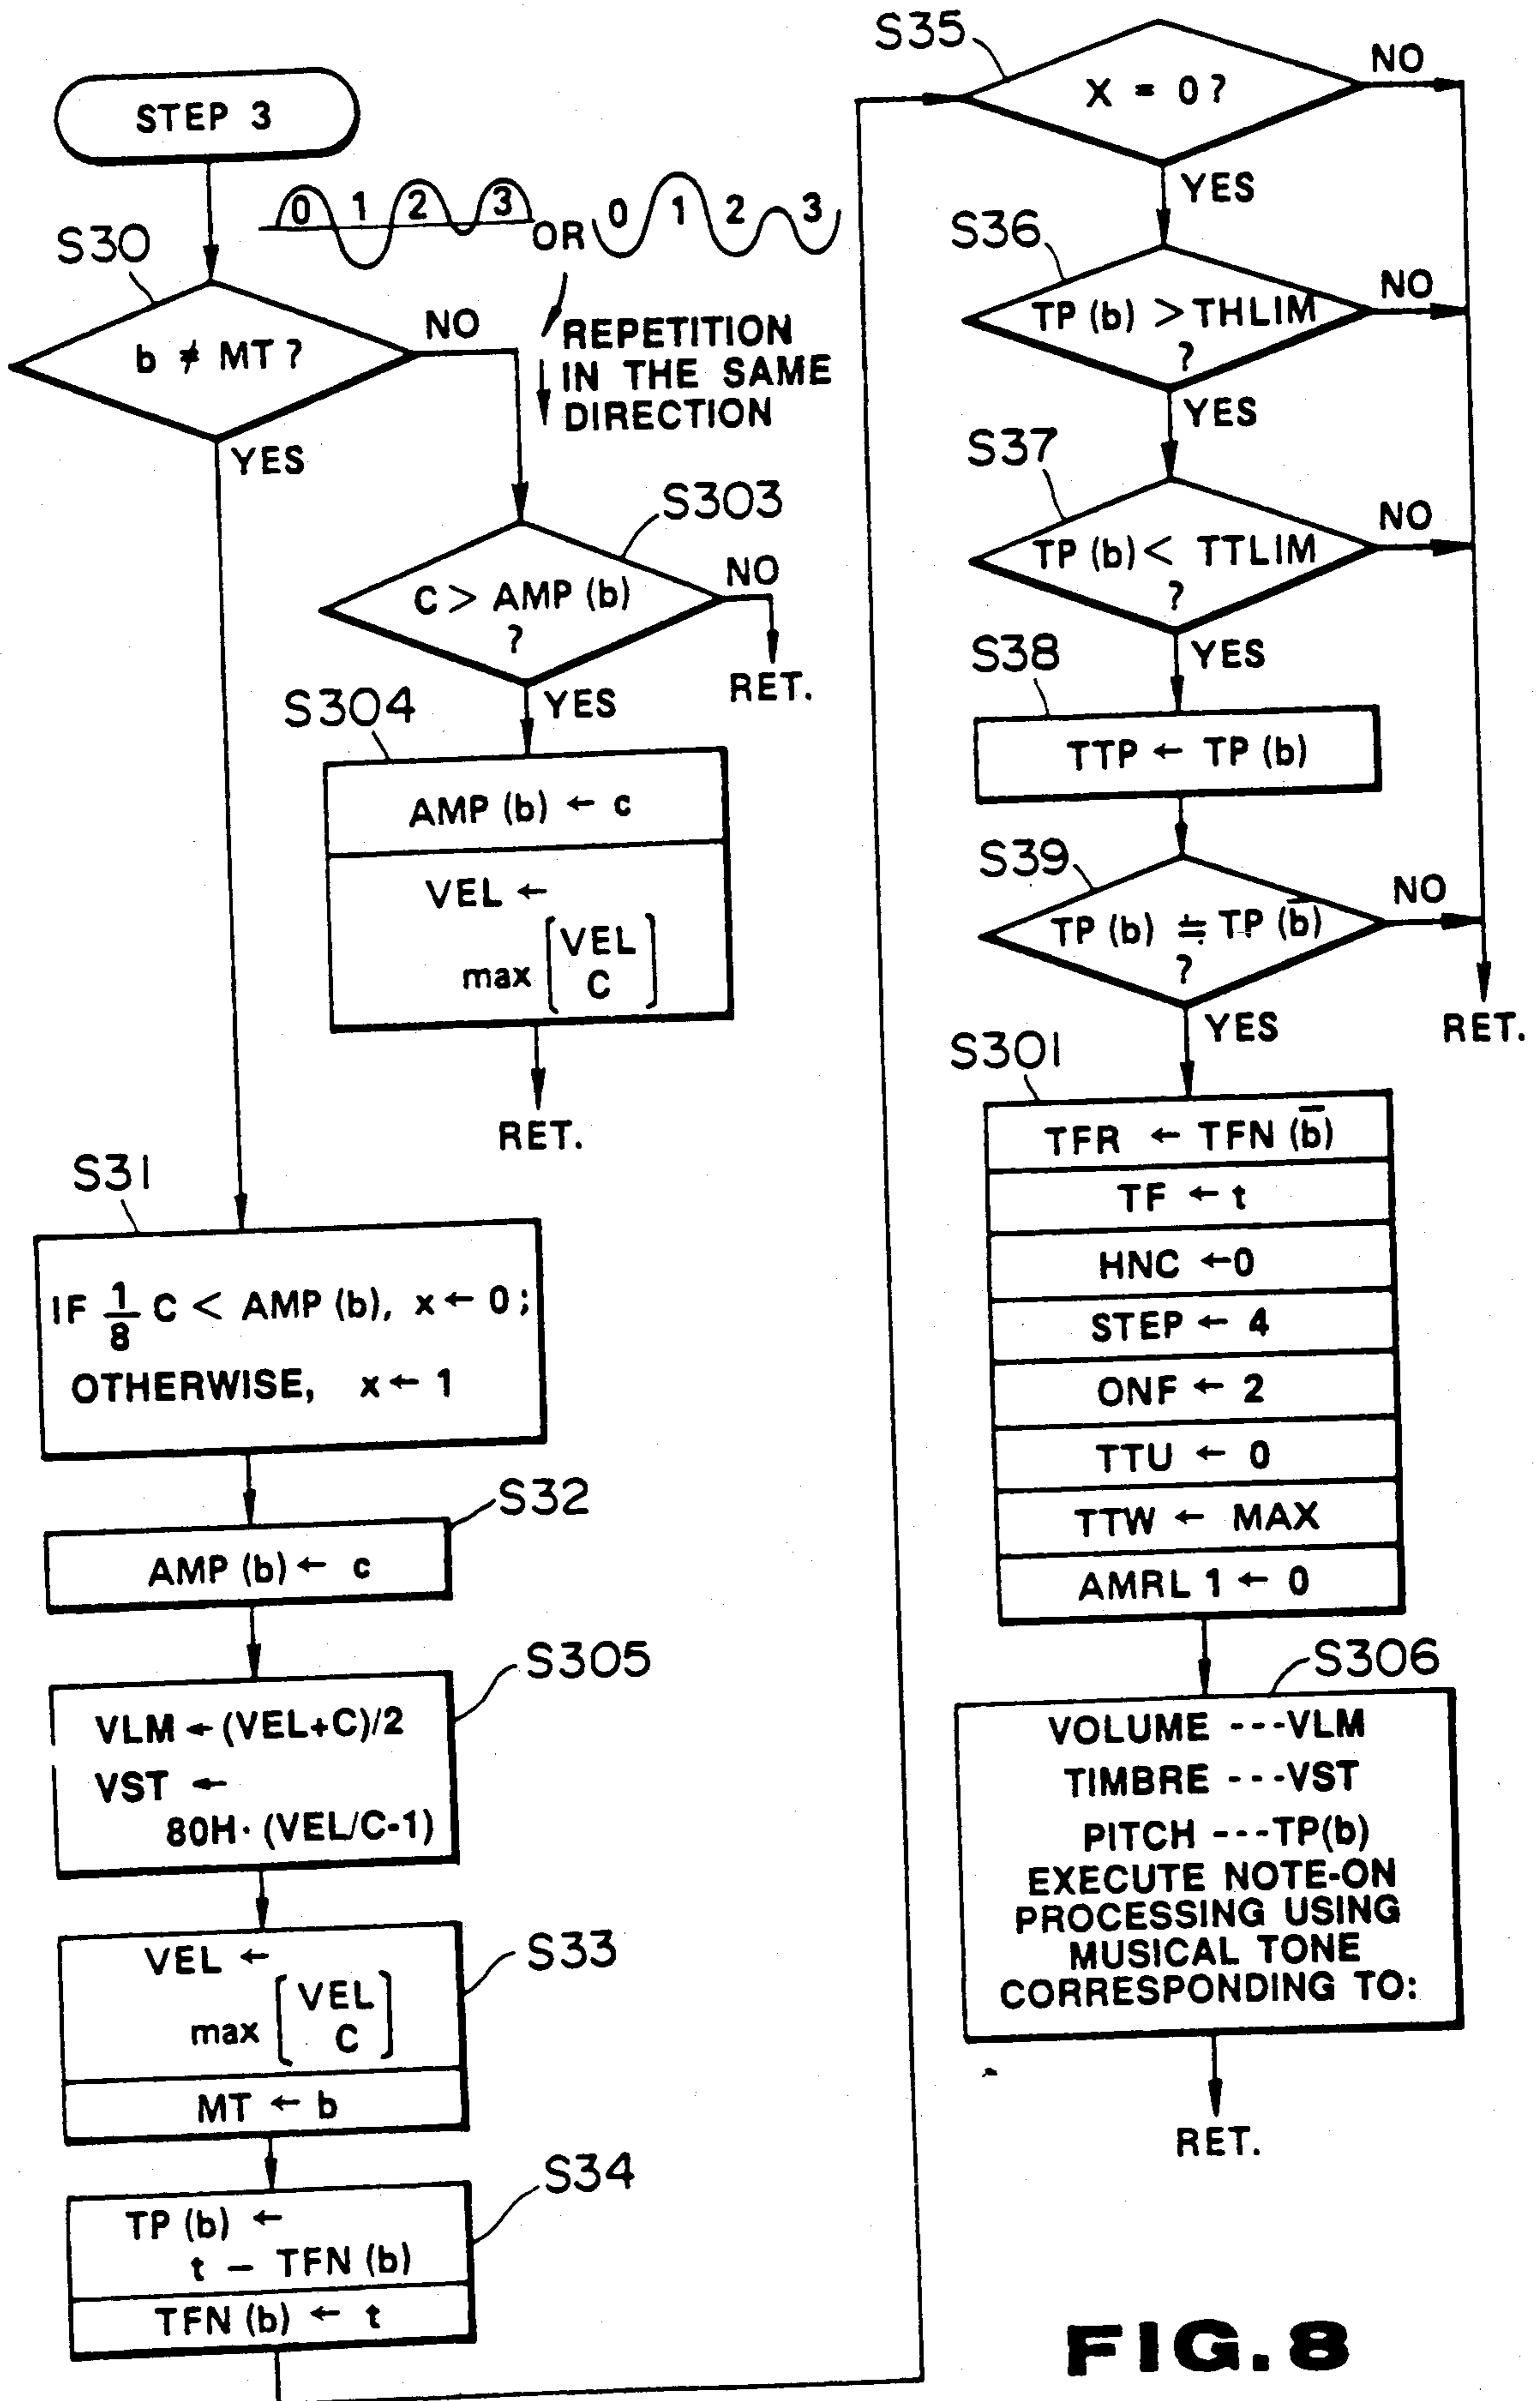 STEP 3
0 1 2 3 OR 0 1 2 3
S30
b ≠ MT ?
NO
YES
REPETITION
IN THE SAME
DIRECTION
S303
C > AMP (b)
?
NO
RET.
YES
S304
AMP (b) ← c
VEL ←
max [VEL
C]
RET.
S31
IF 1/8 C < AMP (b), x ← 0 ;
OTHERWISE, x ← 1
S32
AMP (b) ← c
S305
VLM ← (VEL+C)/2
VST ←
80H· (VEL/C-1)
S33
VEL ←
max [VEL
C]
MT ← b
S34
TP (b) ←
t – TFN (b)
TFN (b) ← t
S35
X = 0 ?
NO
YES
S36
TP (b) > THLIM
?
NO
YES
S37
TP (b) < TTLIM
?
NO
YES
S38
TTP ← TP (b)
S39
TP (b) ≒ TP (b̅)
?
NO
RET.
YES
S301
TFR ← TFN (b̅)
TF ← t
HNC ←0
STEP ← 4
ONF ← 2
TTU ← 0
TTW ← MAX
AMRL 1 ← 0
S306
VOLUME ---VLM
TIMBRE ---VST
PITCH ---TP(b)
EXECUTE NOTE-ON
PROCESSING USING
MUSICAL TONE
CORRESPONDING TO:
RET.
FIG. 8